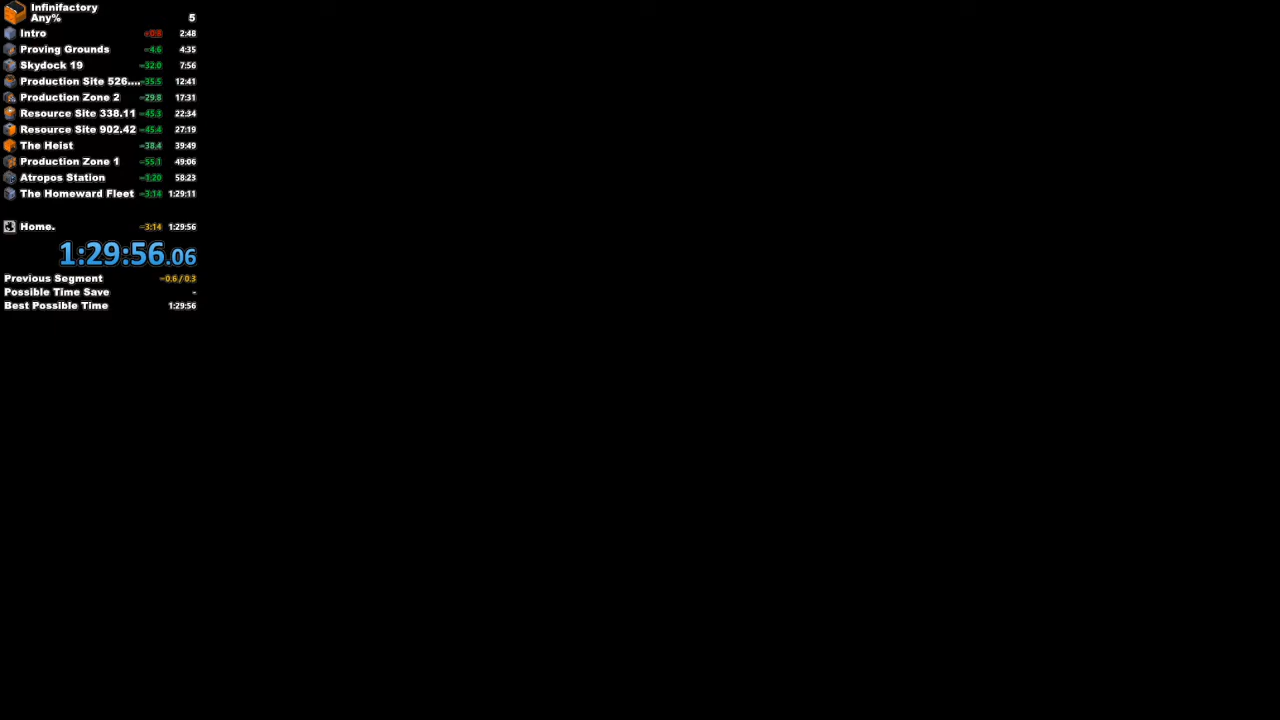 Infinifactory
Any% 5
Intro +0.8 2:48
Proving Grounds −4.6 4:35
Skydock 19 −32.0 7:56
Production Site 526.... −35.5 12:41
Production Zone 2 −29.8 17:31
Resource Site 338.11 −45.3 22:34
Resource Site 902.42 −45.4 27:19
The Heist −38.4 39:49
Production Zone 1 −55.1 49:06
Atropos Station −1:20 58:23
The Homeward Fleet −3:14 1:29:11
Home. −3:14 1:29:56
1:29:56.06
Previous Segment −0.6 / 0.3
Possible Time Save -
Best Possible Time 1:29:56